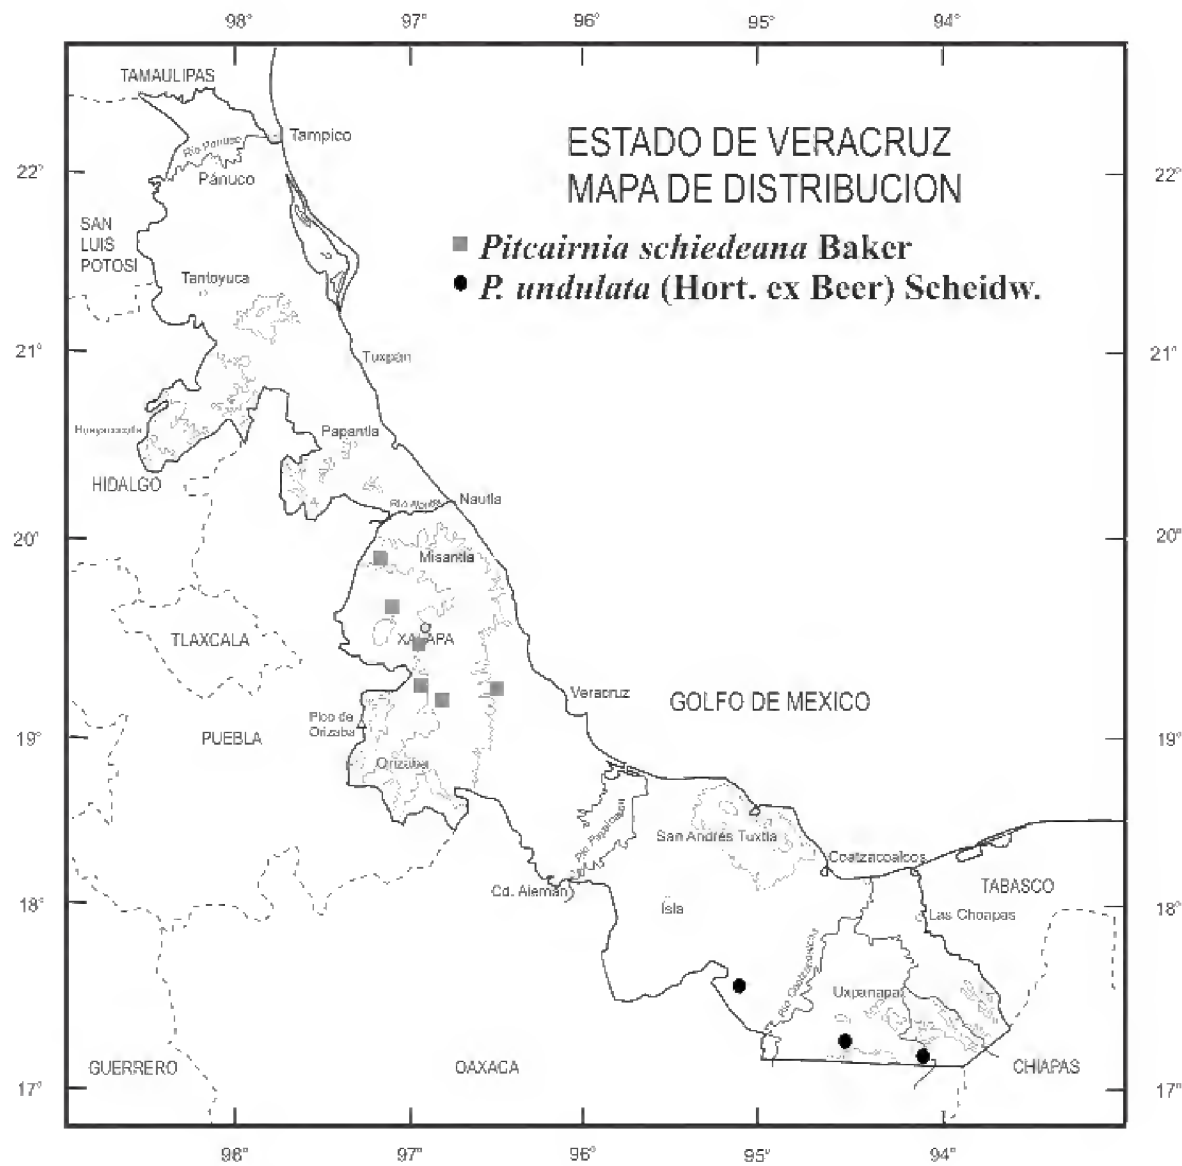 98° 97° 96° 95° 94°
TAMAULIPAS
Tampico
Río Pánuco
Pánuco
22° 22°
ESTADO DE VERACRUZ
MAPA DE DISTRIBUCION
Pitcairnia schiedeana Baker
P. undulata (Hort. ex Beer) Scheidw.
SAN
LUIS
POTOSI
Tantoyuca
21° 21°
Tuxpán
Huayacocotla
Papantla
HIDALGO
Río Nautla
Nautla
20° 20°
Misantla
XALAPA
TLAXCALA
Veracruz
GOLFO DE MEXICO
Pico de
Orizaba
PUEBLA
19° 19°
Orizaba
Río Papaloapan
San Andrés Tuxtla
Coatzacoalcos
Cd. Alemán
TABASCO
18° 18°
Isla
Las Choapas
Río Coatzacoalcos
Uxpanapa
GUERRERO
OAXACA
CHIAPAS
17° 17°
98° 97° 96° 95° 94°